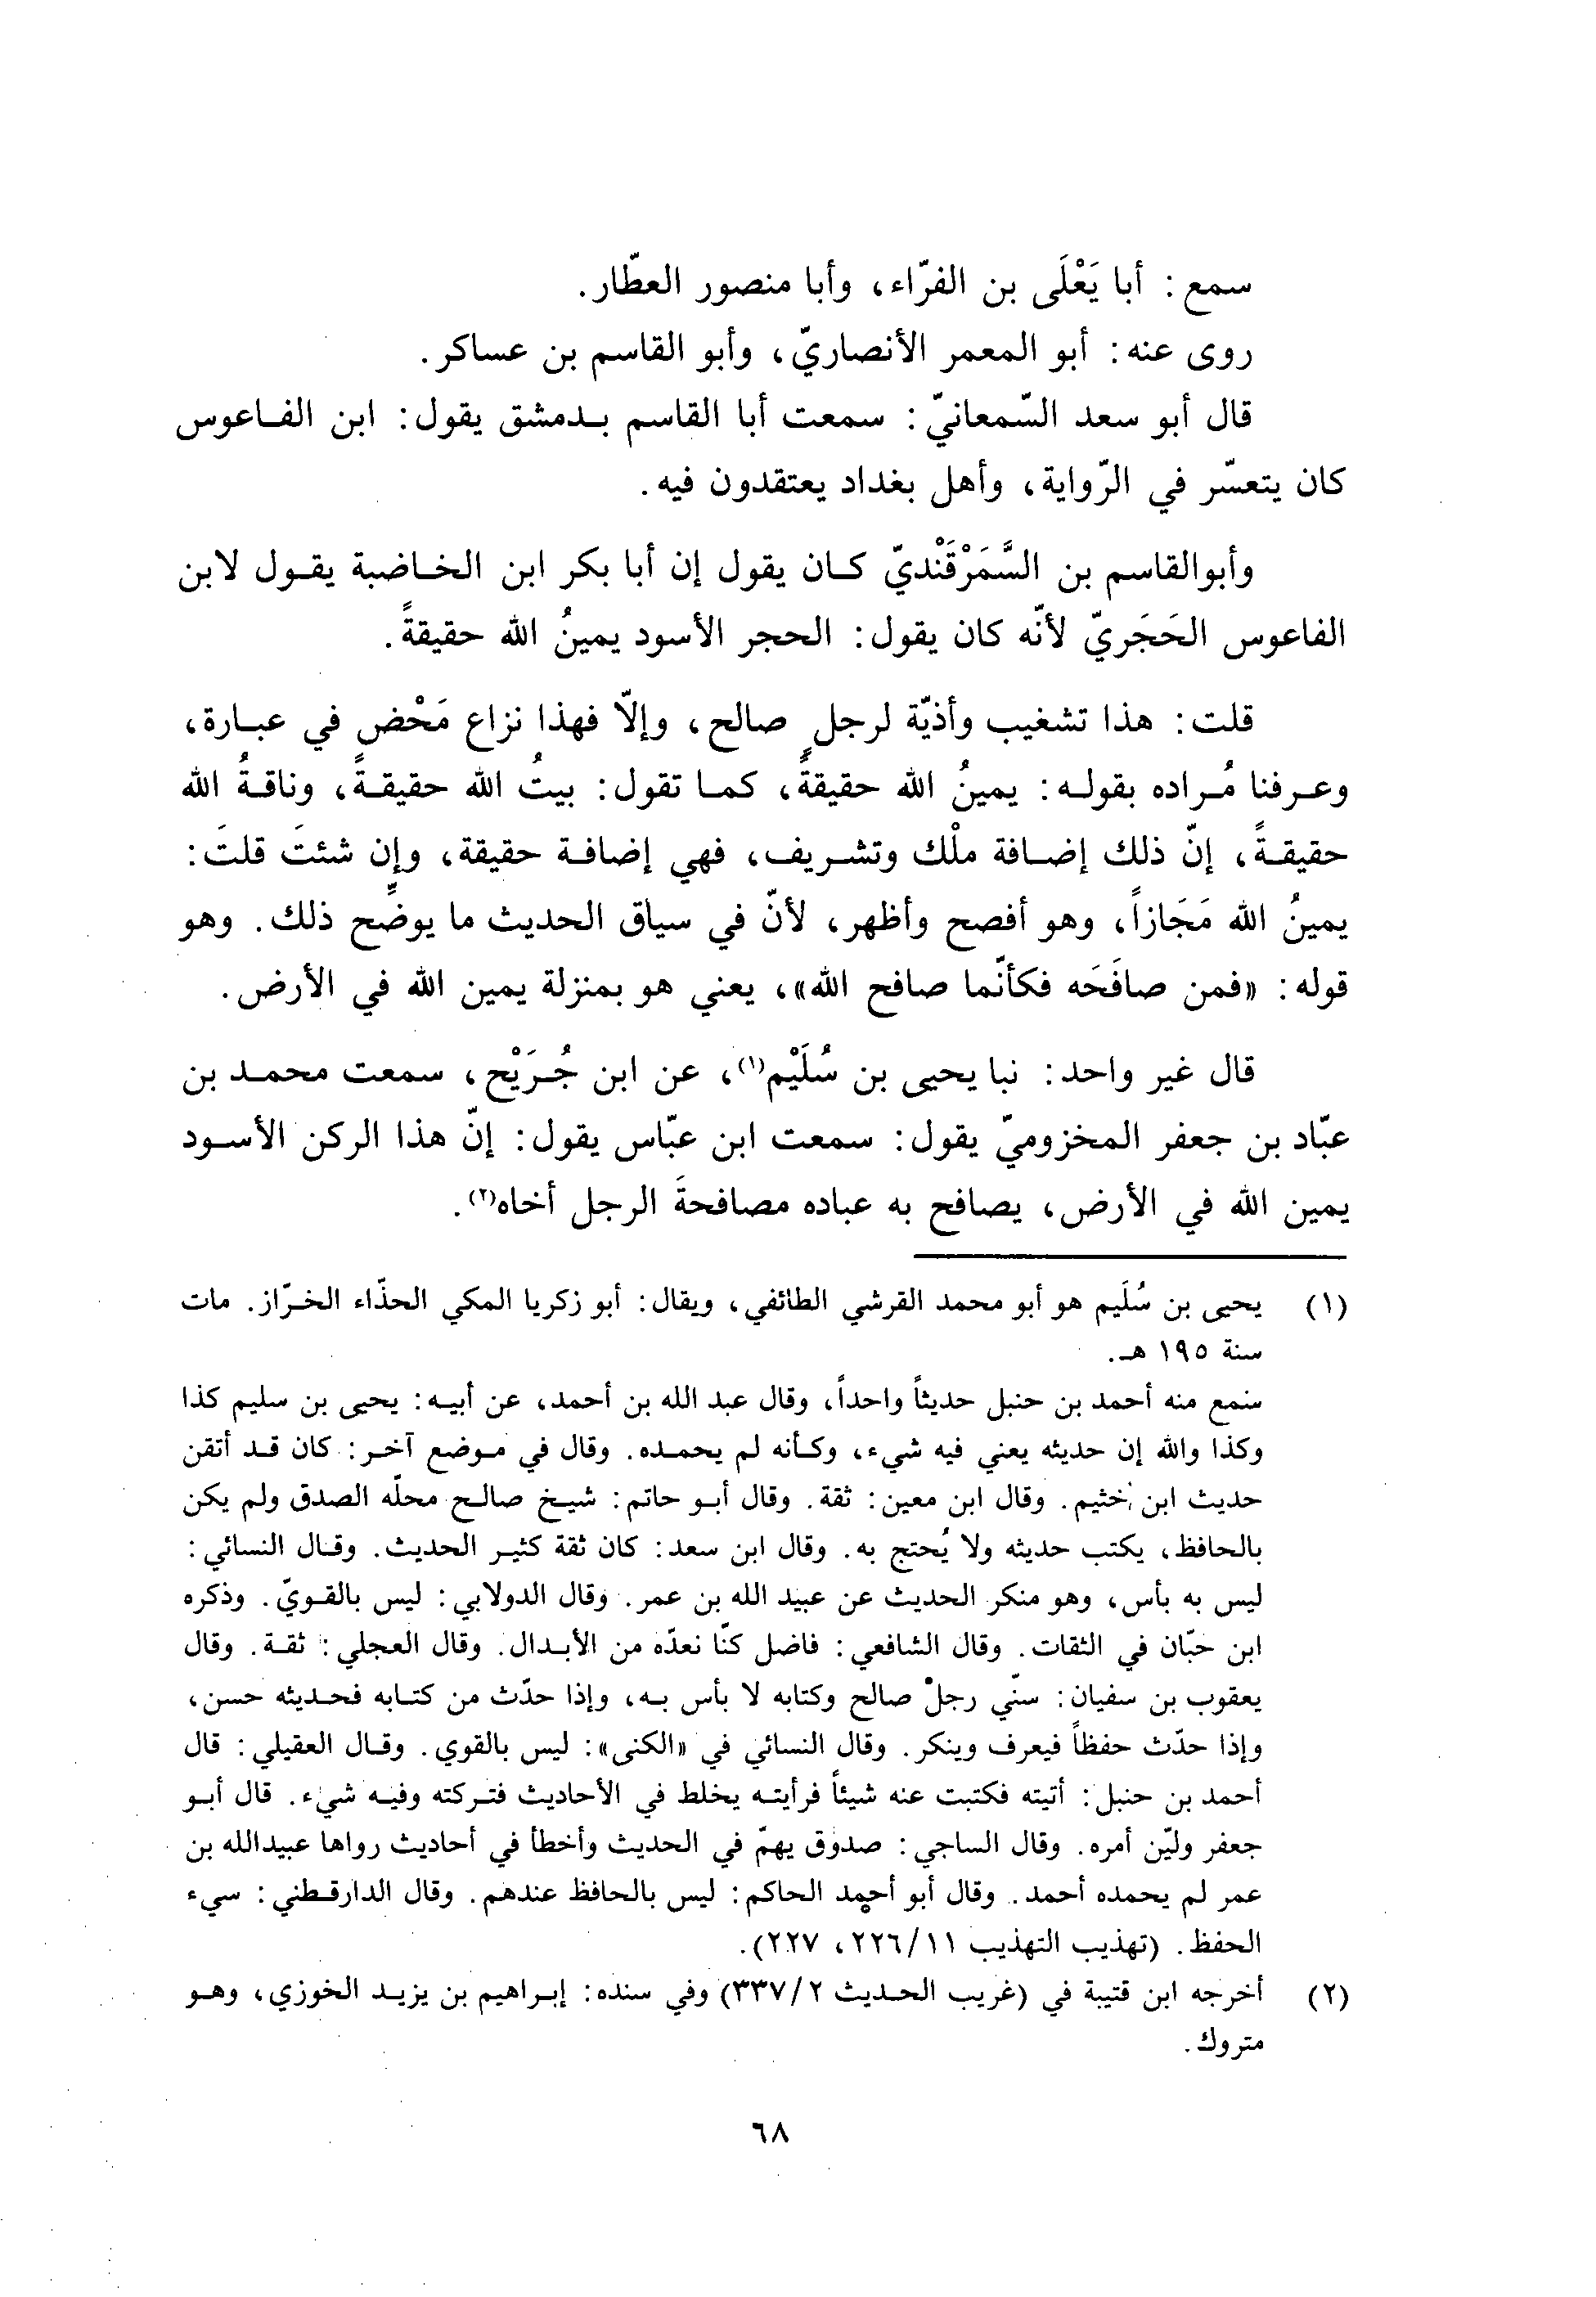 سمع: أبا يَعْلَى بن الفرّاء، وأبا منصور العطّار.
روى عنه: أبو المعمر الأنصاريّ، وأبو القاسم بن عساكر.
قال أبو سعد السّمعانيّ: سمعت أبا القاسم بدمشق يقول: ابن الفاعوس
كان يتعسّر في الرّواية، وأهل بغداد يعتقدون فيه.
وأبوالقاسم بن السَّمَرْقَنْديّ كان يقول إن أبا بكر ابن الخاضبة يقول لابن
الفاعوس الحَجَريّ لأنّه كان يقول: الحجر الأسود يمينُ الله حقيقةً.
قلت: هذا تشغيب وأذيّة لرجلٍ صالح، وإلّا فهذا نزاع مَحْض في عبارة،
وعرفنا مُراده بقوله: يمينُ الله حقيقةً، كما تقول: بيتُ الله حقيقةً، وناقةُ الله
حقيقةً، إنّ ذلك إضافة ملْك وتشريف، فهي إضافة حقيقة، وإن شئتَ قلتَ:
يمينُ الله مَجَازاً، وهو أفصح وأظهر، لأنّ في سياق الحديث ما يوضِّح ذلك. وهو
قوله: «فمن صافَحَه فكأنّما صافح الله»، يعني هو بمنزلة يمين الله في الأرض.
قال غير واحد: نبا يحيى بن سُلَيْم(١)، عن ابن جُرَيْح، سمعت محمد بن
عبّاد بن جعفر المخزوميّ يقول: سمعت ابن عبّاس يقول: إنّ هذا الركن الأسود
يمين الله في الأرض، يصافح به عباده مصافحةَ الرجل أخاه(٢).
(١) يحيى بن سُلَيم هو أبو محمد القرشي الطائفي، ويقال: أبو زكريا المكي الحذّاء الخرّاز. مات
سنة ١٩٥ هـ.
سمع منه أحمد بن حنبل حديثاً واحداً، وقال عبد الله بن أحمد، عن أبيه: يحيى بن سليم كذا
وكذا والله إن حديثه يعني فيه شيء، وكأنه لم يحمده. وقال في موضع آخر: كان قد أتقن
حديث ابن خثيم. وقال ابن معين: ثقة. وقال أبو حاتم: شيخ صالح محلّه الصدق ولم يكن
بالحافظ، يكتب حديثه ولا يُحتج به. وقال ابن سعد: كان ثقة كثير الحديث. وقال النسائي:
ليس به بأس، وهو منكر الحديث عن عبيد الله بن عمر. وقال الدولابي: ليس بالقويّ. وذكره
ابن حبّان في الثقات. وقال الشافعي: فاضل كنّا نعدّه من الأبدال. وقال العجلي: ثقة. وقال
يعقوب بن سفيان: سنّي رجلْ صالح وكتابه لا بأس به، وإذا حدّث من كتابه فحديثه حسن،
وإذا حدّث حفظاً فيعرف وينكر. وقال النسائي في «الكنى»: ليس بالقوي. وقال العقيلي: قال
أحمد بن حنبل: أتيته فكتبت عنه شيئاً فرأيته يخلط في الأحاديث فتركته وفيه شيء. قال أبو
جعفر وليّن أمره. وقال الساجي: صدوق يهمّ في الحديث وأخطأ في أحاديث رواها عبيدالله بن
عمر لم يحمده أحمد. وقال أبو أحمد الحاكم: ليس بالحافظ عندهم. وقال الدارقطني: سيء
الحفظ. (تهذيب التهذيب ٢٢٦/١١، ٢٢٧).
(٢) أخرجه ابن قتيبة في (غريب الحديث ٣٣٧/٢) وفي سنده: إبراهيم بن يزيد الخوزي، وهو
متروك.
٦٨